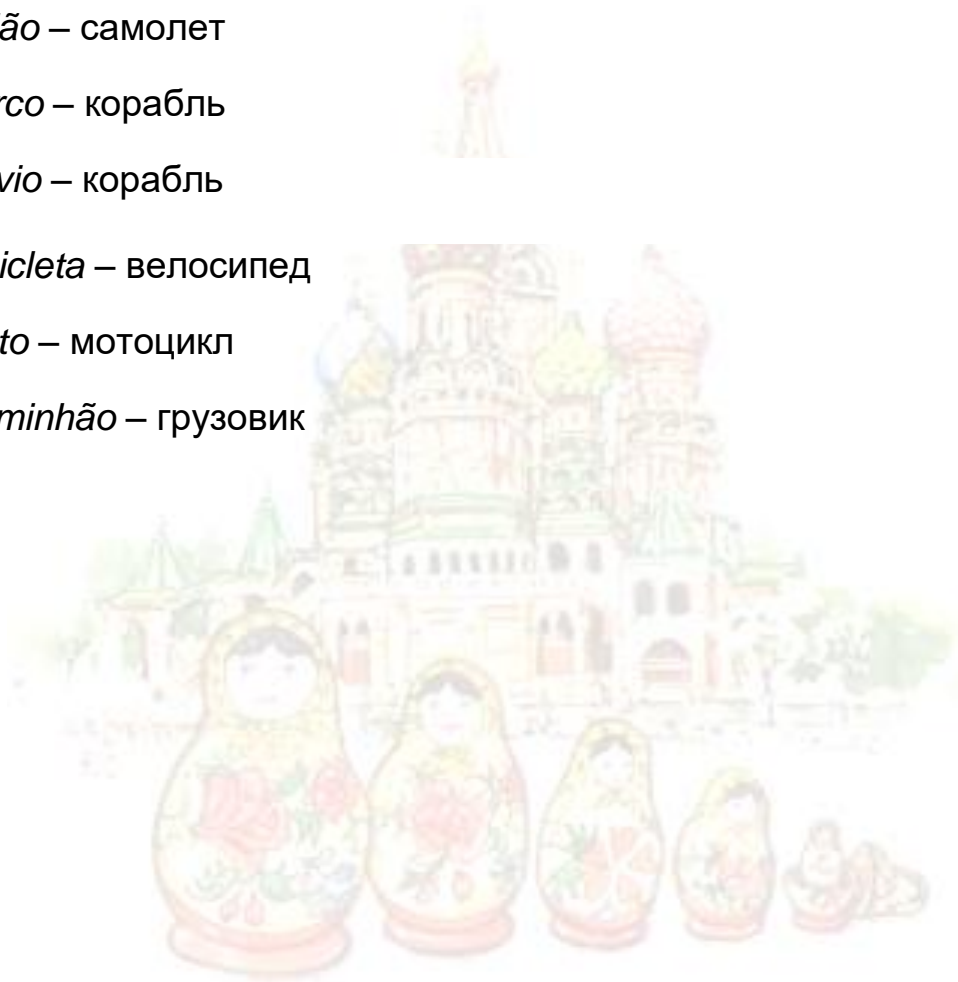 ão – самолет
rco – корабль
vio – корабль
icleta – велосипед
to – мотоцикл
minhão – грузовик